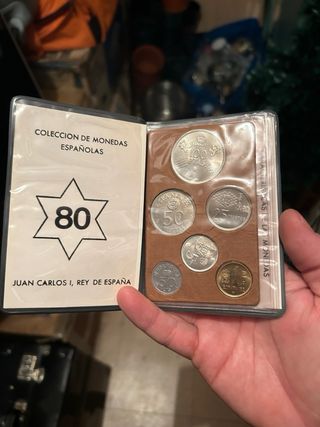 COLECCION DE MONEDAS
ESPAÑOLAS
80
JUAN CARLOS I, REY DE ESPAÑA
100
50